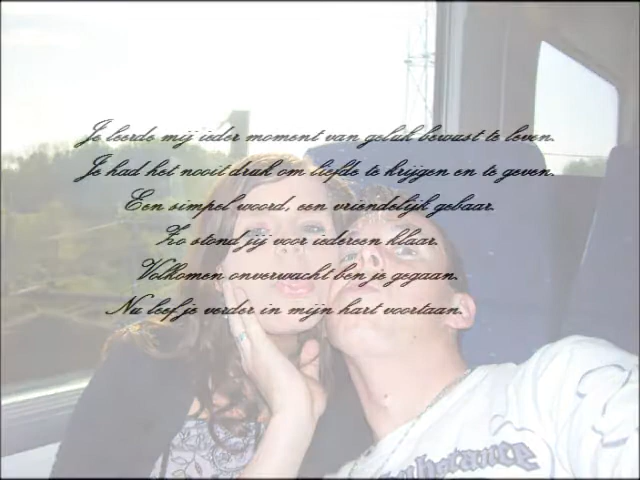 Je leerde mij ieder moment van geluk bewust te leven.
Je had het nooit druk om liefde te krijgen en te geven.
Een simpel woord, een vriendelijk gebaar.
Zo stond jij voor iedereen klaar.
Volkomen onverwacht ben je gegaan.
Nu leef je verder in mijn hart voortaan.